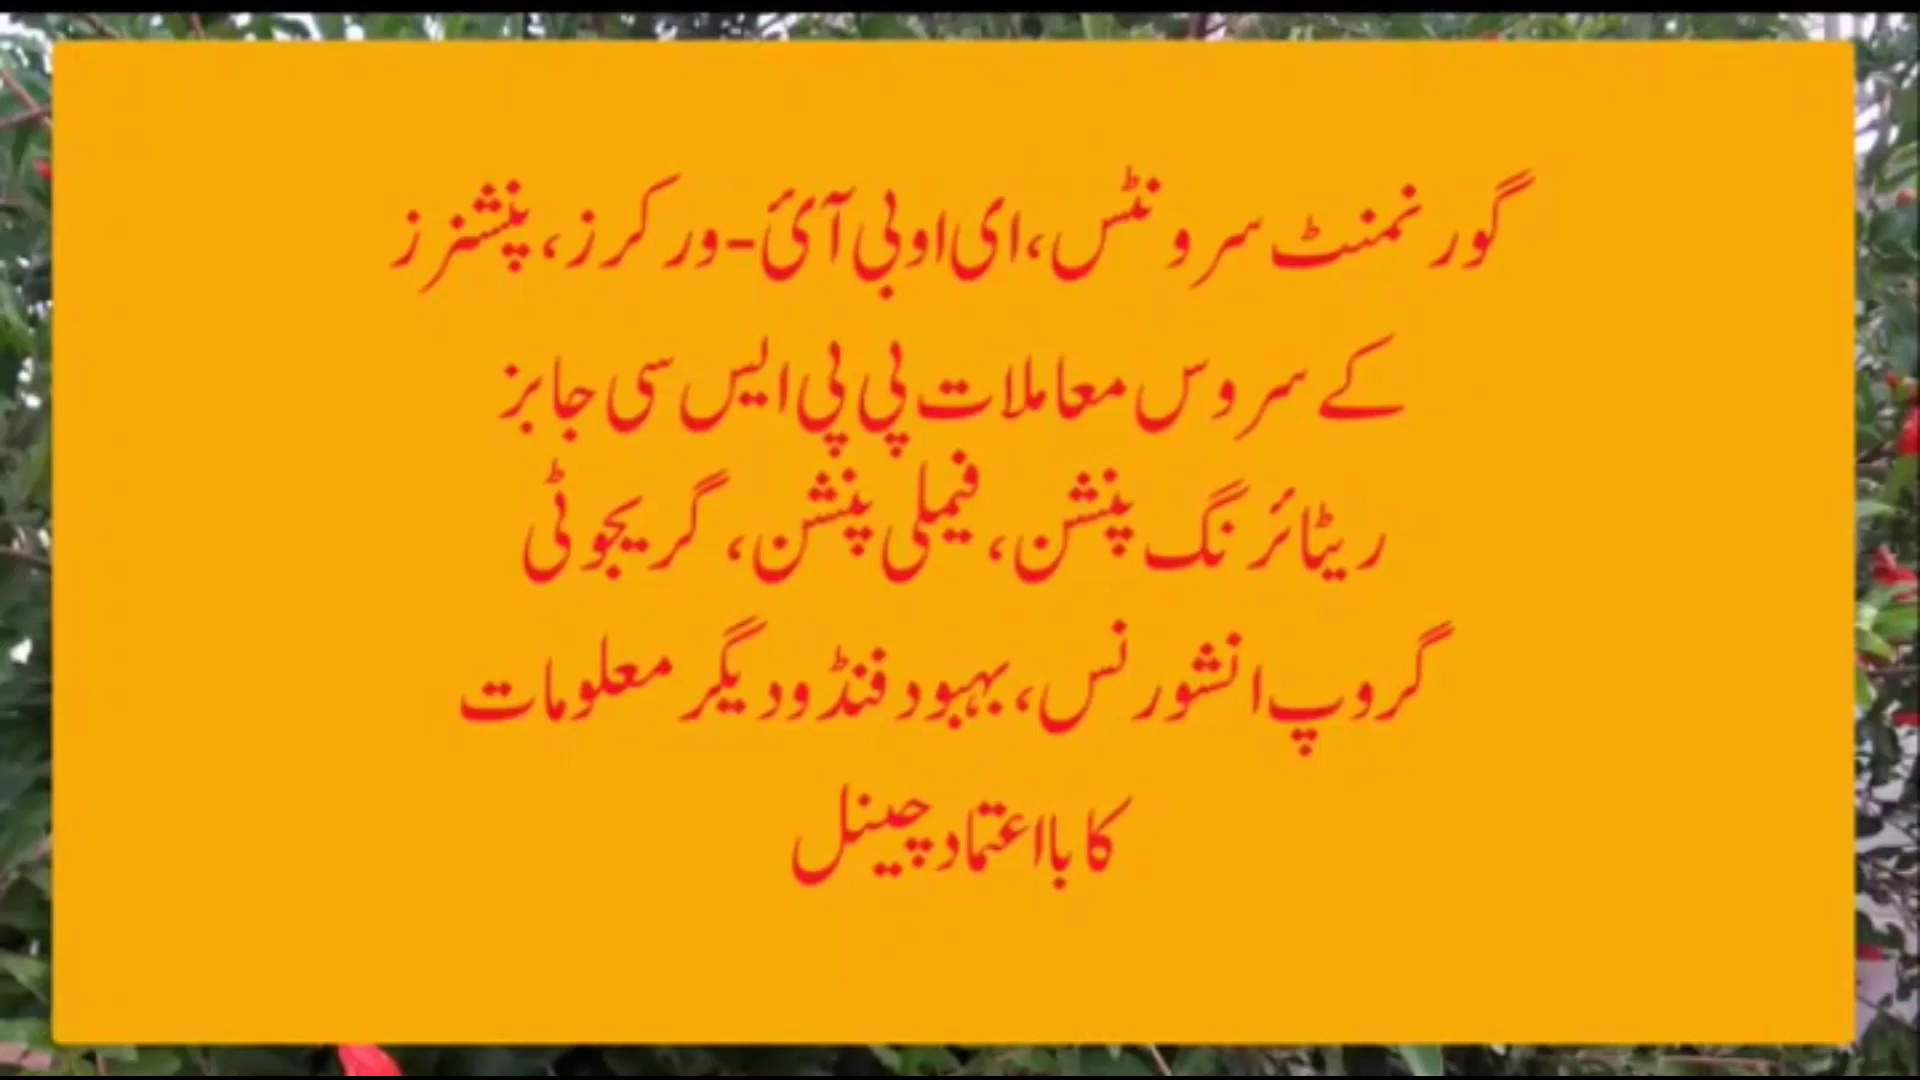 گورنمنٹ سرونٹس، ای او بی آئ-ورکرز، پنشنرز
کے سروس معاملات پی پی ایس سی جابز
ریٹائرنگ پنشن، فیملی پنشن، گریجوٹی
گروپ انشورنس، بہبود فنڈ و دیگر معلومات
کا بااعتماد چینل